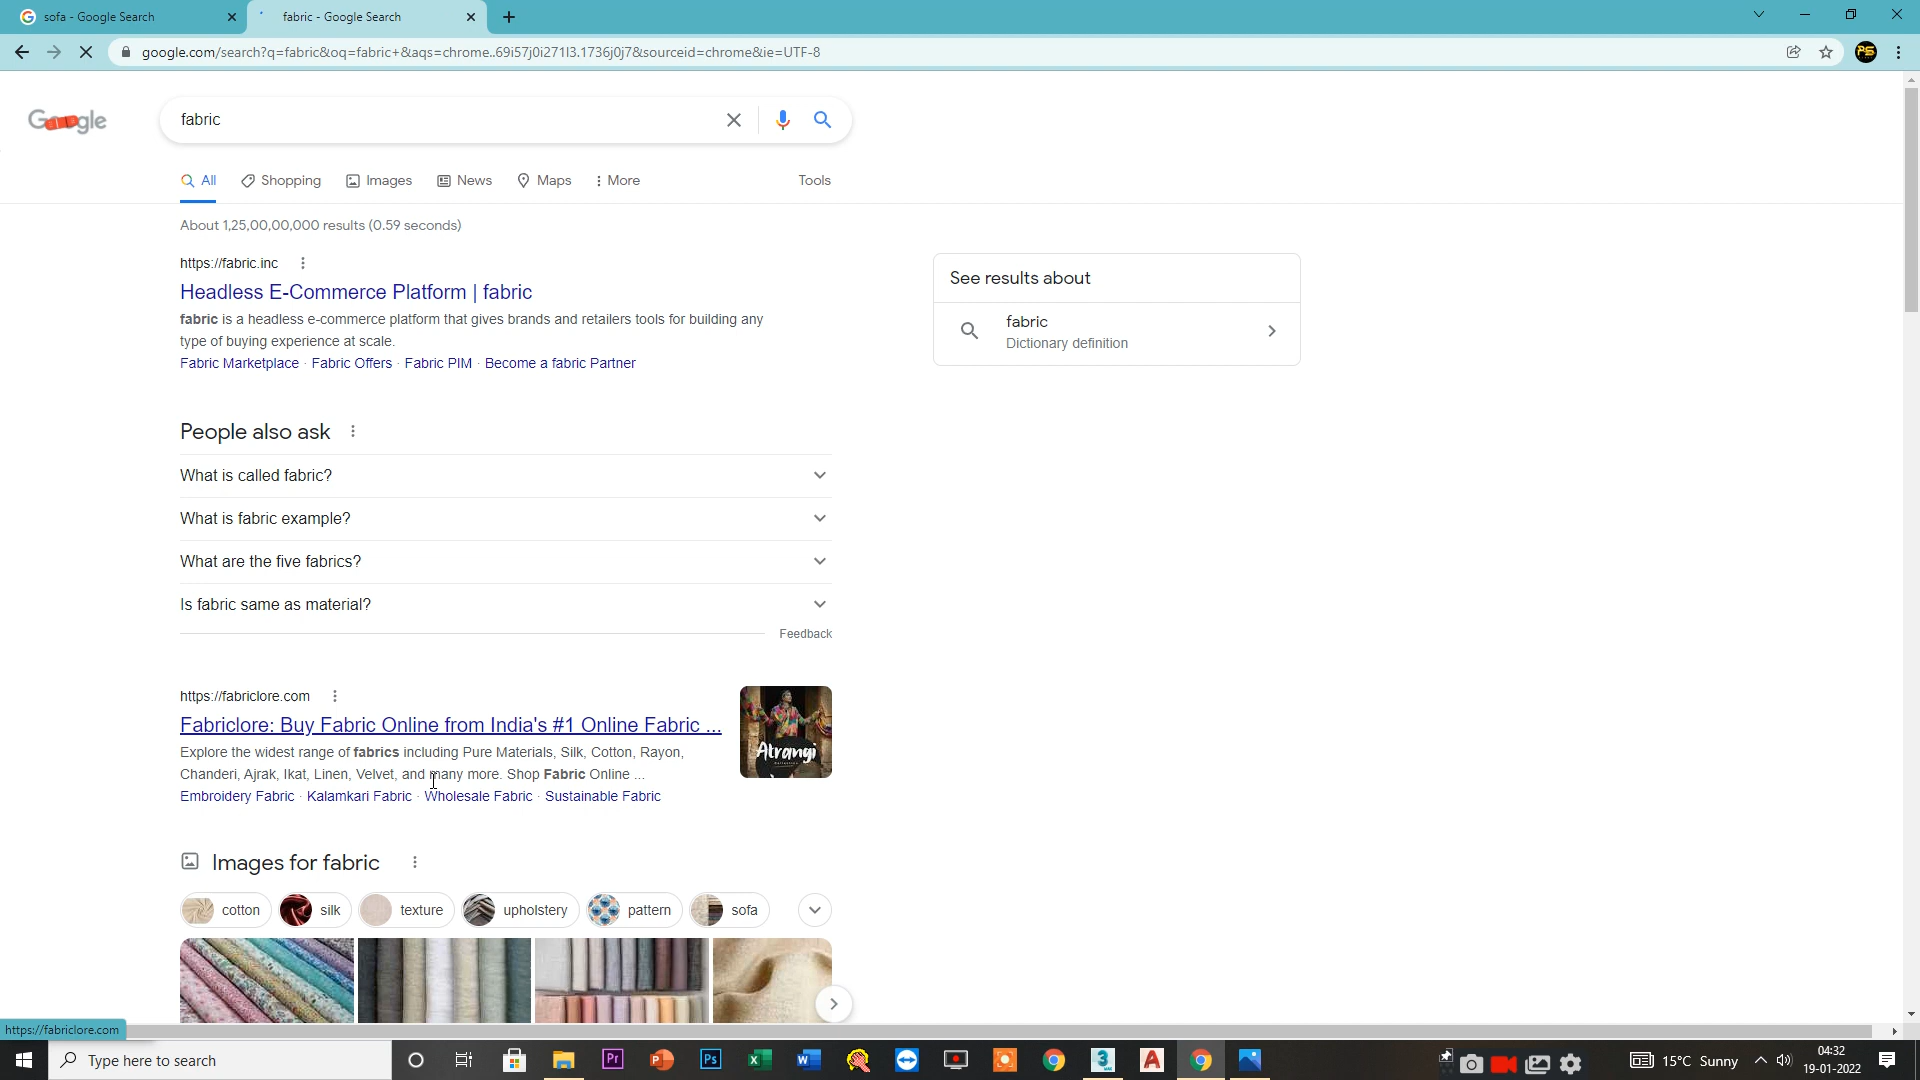 sofa - Google Search
fabric - Google Search
google.com/search?q=fabric&oq=fabric+&aqs=chrome..69i57j0i271l3.1736j0j7&sourceid=chrome&ie=UTF-8
PS
Google
fabric
All
Shopping
Images
News
Maps
More
Tools
About 1,25,00,00,000 results (0.59 seconds)
https://fabric.inc
Headless E-Commerce Platform | fabric
fabric is a headless e-commerce platform that gives brands and retailers tools for building any
type of buying experience at scale.
Fabric Marketplace · Fabric Offers · Fabric PIM · Become a fabric Partner
See results about
fabric
Dictionary definition
People also ask
What is called fabric?
What is fabric example?
What are the five fabrics?
Is fabric same as material?
Feedback
https://fabriclore.com
Fabriclore: Buy Fabric Online from India's #1 Online Fabric ...
Explore the widest range of fabrics including Pure Materials, Silk, Cotton, Rayon,
Chanderi, Ajrak, Ikat, Linen, Velvet, and many more. Shop Fabric Online ...
Embroidery Fabric · Kalamkari Fabric · Wholesale Fabric · Sustainable Fabric
Atrangi
Images for fabric
cotton
silk
texture
upholstery
pattern
sofa
https://fabriclore.com
Type here to search
Pr
P
Ps
X
W
3
A
15°C Sunny
04:32
19-01-2022